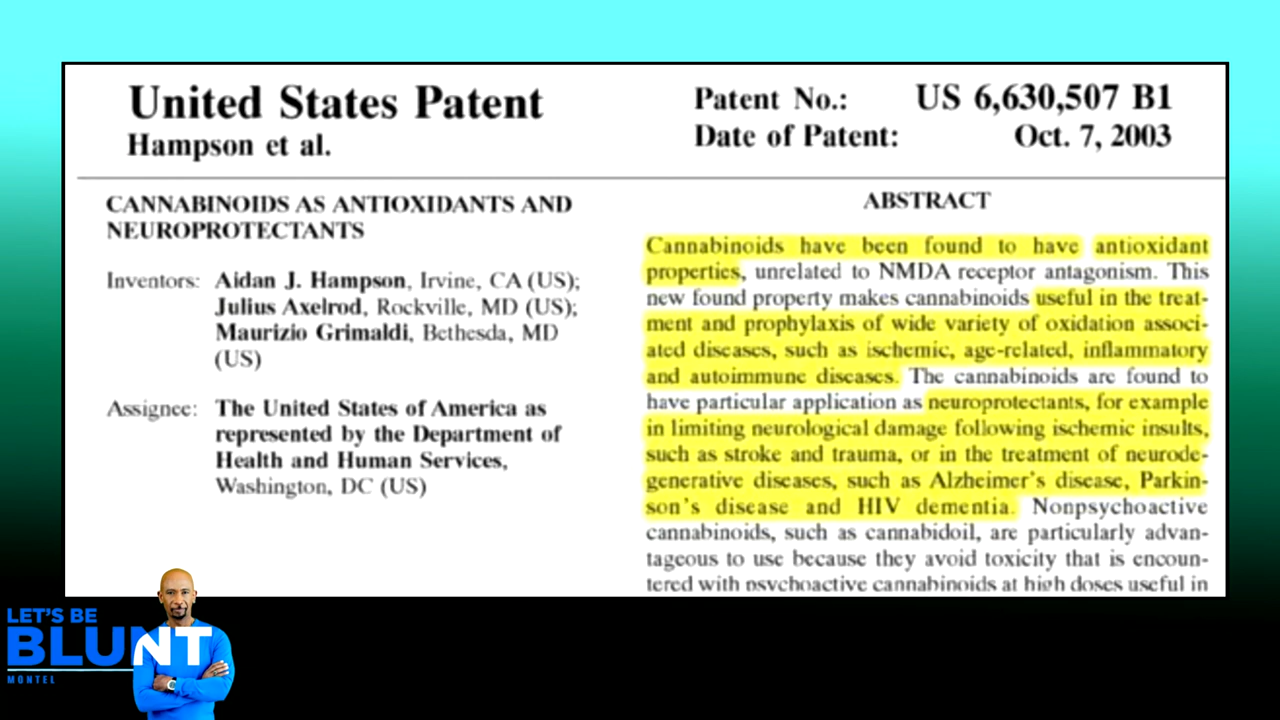 United States Patent
Hampson et al.
Patent No.: US 6,630,507 B1
Date of Patent: Oct. 7, 2003
CANNABINOIDS AS ANTIOXIDANTS AND
NEUROPROTECTANTS
Inventors: Aidan J. Hampson, Irvine, CA (US);
Julius Axelrod, Rockville, MD (US);
Maurizio Grimaldi, Bethesda, MD
(US)
Assignee: The United States of America as
represented by the Department of
Health and Human Services,
Washington, DC (US)
ABSTRACT
Cannabinoids have been found to have antioxidant
properties, unrelated to NMDA receptor antagonism. This
new found property makes cannabinoids useful in the treat-
ment and prophylaxis of wide variety of oxidation associ-
ated diseases, such as ischemic, age-related, inflammatory
and autoimmune diseases. The cannabinoids are found to
have particular application as neuroprotectants, for example
in limiting neurological damage following ischemic insults,
such as stroke and trauma, or in the treatment of neurode-
generative diseases, such as Alzheimer's disease, Parkin-
son's disease and HIV dementia. Nonpsychoactive
cannabinoids, such as cannabidoil, are particularly advan-
tageous to use because they avoid toxicity that is encoun-
tered with psychoactive cannabinoids at high doses useful in
LET'S BE
BLUNT
MONTEL